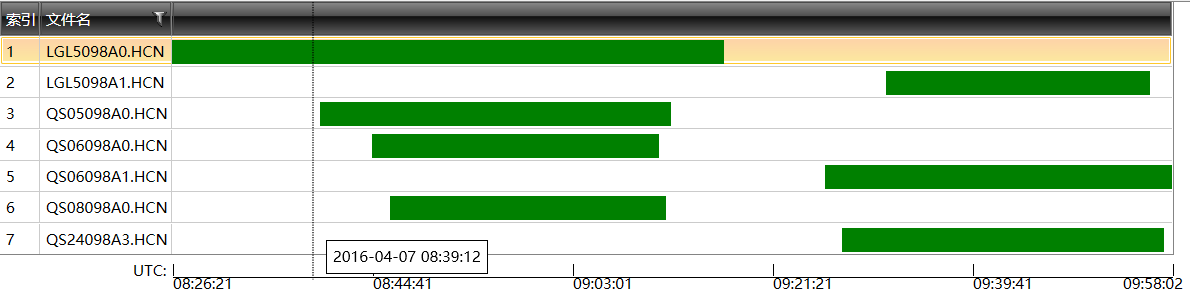 索引 文件名
1 LGL5098A0.HCN
2 LGL5098A1.HCN
3 QS05098A0.HCN
4 QS06098A0.HCN
5 QS06098A1.HCN
6 QS08098A0.HCN
7 QS24098A3.HCN
2016-04-07 08:39:12
UTC:
08:26:21 08:44:41 09:03:01 09:21:21 09:39:41 09:58:02